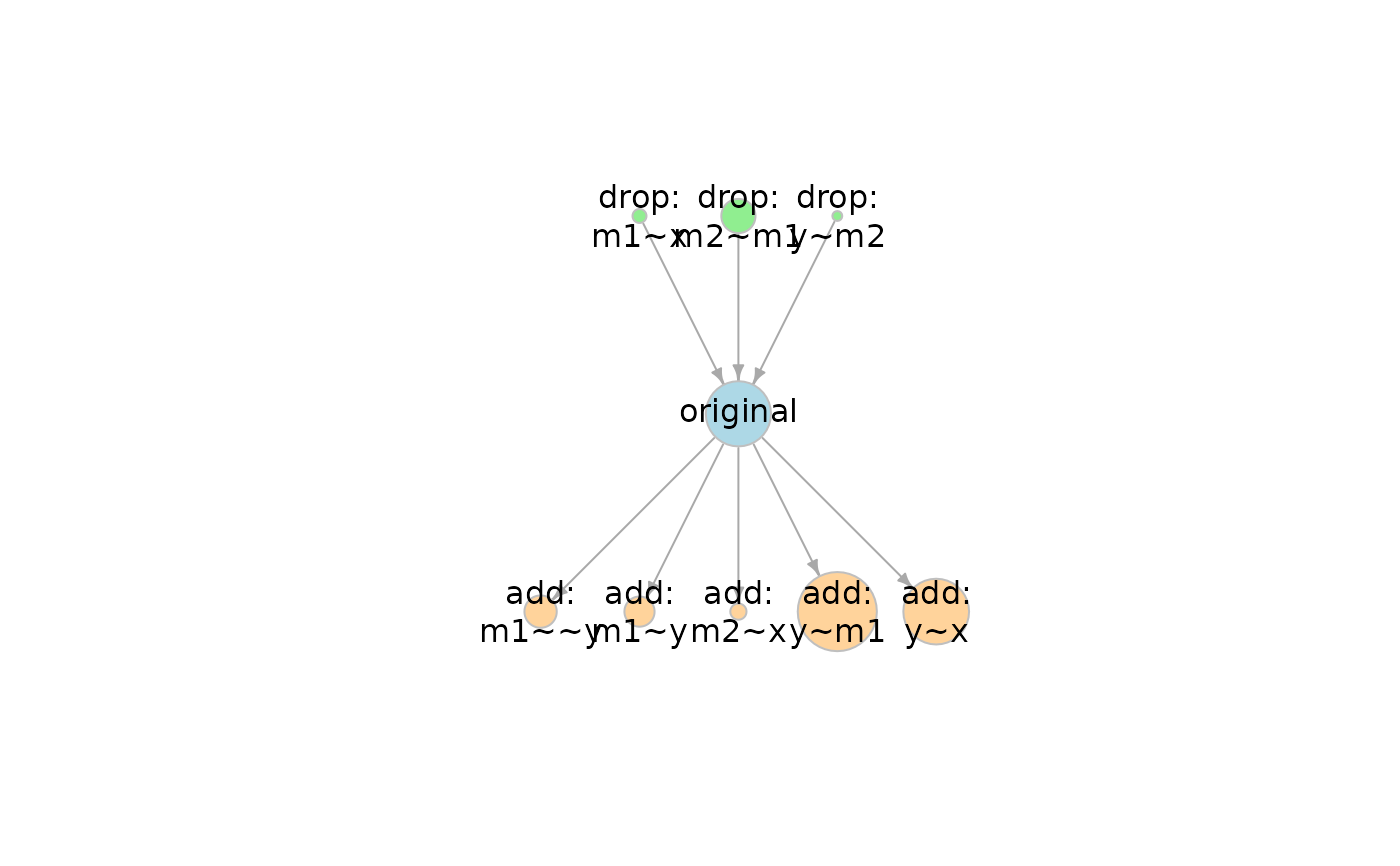 drop:
m1~x
drop:
m2~m1
drop:
y~m2
original
add:
m1~~y
add:
m1~y
add:
m2~x
add:
y~m1
add:
y~x